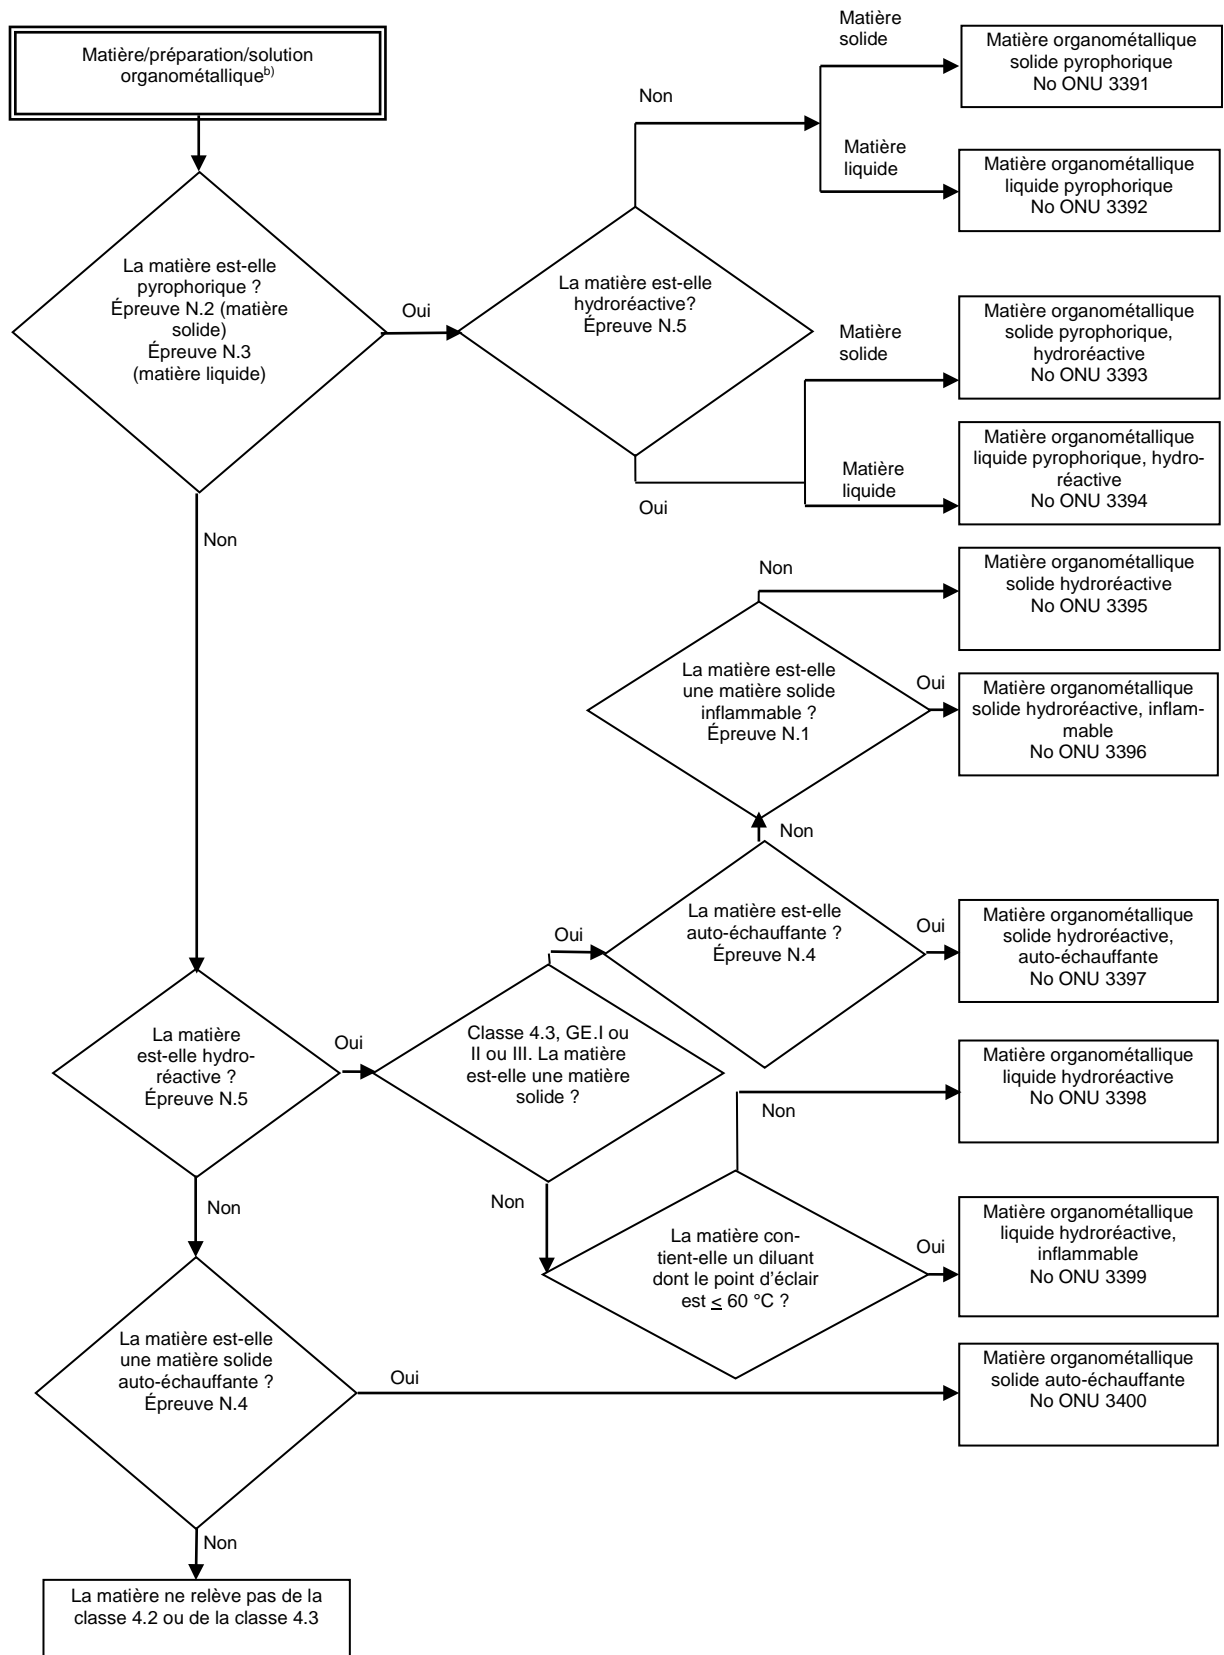 Matière/préparation/solution
organométallique b)
Matière
solide
Matière organométallique
solide pyrophorique
No ONU 3391
Non
Matière
liquide
Matière organométallique
liquide pyrophorique
No ONU 3392
La matière est-elle
pyrophorique ?
Épreuve N.2 (matière
solide)
Épreuve N.3
(matière liquide)
Oui
La matière est-elle
hydroréactive?
Épreuve N.5
Matière
solide
Matière organométallique
solide pyrophorique,
hydroréactive
No ONU 3393
Matière
liquide
Oui
Matière organométallique
liquide pyrophorique, hydro-
réactive
No ONU 3394
Non
Non
Matière organométallique
solide hydroréactive
No ONU 3395
La matière est-elle
une matière solide
inflammable ?
Épreuve N.1
Oui
Matière organométallique
solide hydroréactive, inflam-
mable
No ONU 3396
Non
La matière est-elle
auto-échauffante ?
Épreuve N.4
Oui
Matière organométallique
solide hydroréactive,
auto-échauffante
No ONU 3397
Oui
La matière
est-elle hydro-
réactive ?
Épreuve N.5
Oui
Classe 4.3, GE.I ou
II ou III. La matière
est-elle une matière
solide ?
Non
Matière organométallique
liquide hydroréactive
No ONU 3398
Non
Non
La matière con-
tient-elle un diluant
dont le point d'éclair
est ≤ 60 °C ?
Oui
Matière organométallique
liquide hydroréactive,
inflammable
No ONU 3399
La matière est-elle
une matière solide
auto-échauffante ?
Épreuve N.4
Oui
Matière organométallique
solide auto-échauffante
No ONU 3400
Non
La matière ne relève pas de la
classe 4.2 ou de la classe 4.3